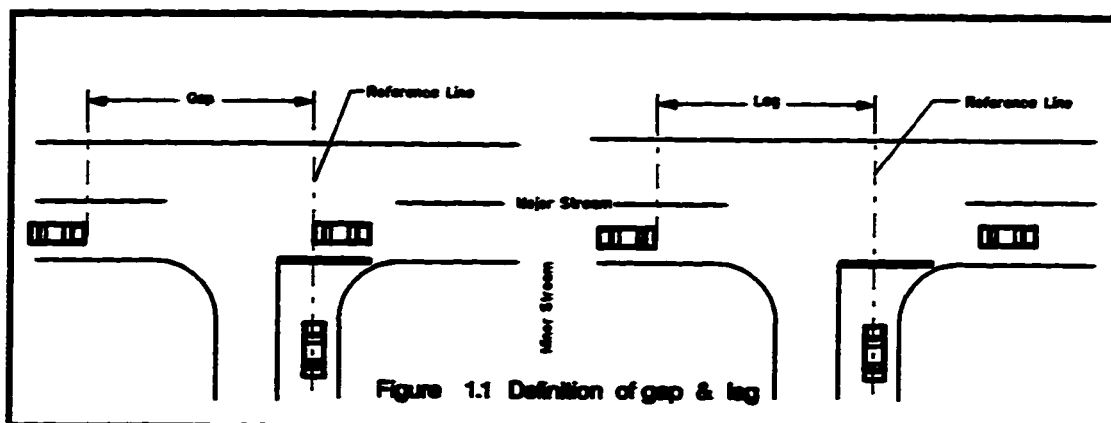 Gap
Reference Line
Lag
Reference Line
Major Stream
Minor Stream
Figure 1.1 Definition of gap & lag